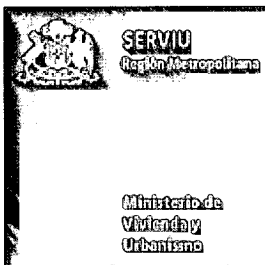 SERVIU
Región Metropolitana
Ministerio de
Vivienda y
Urbanismo